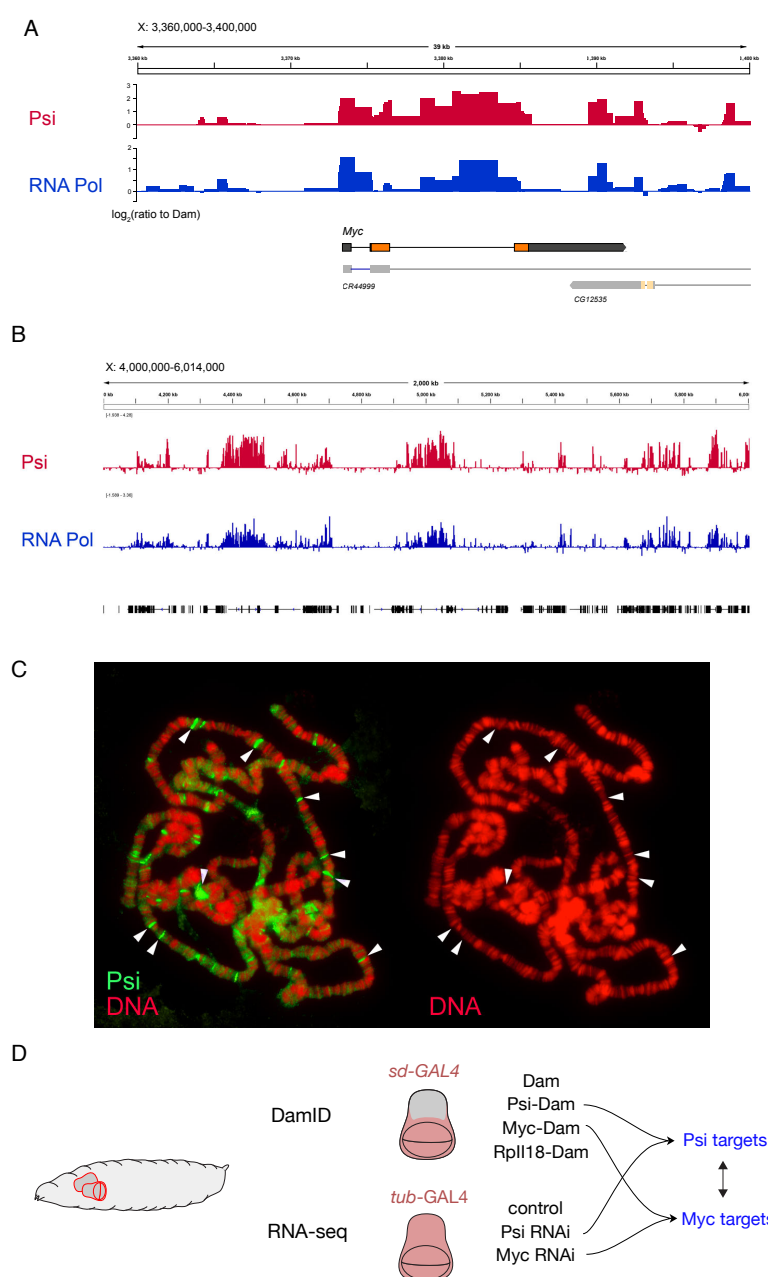 A
X: 3,360,000-3,400,000
39 kb
3,360 kb 3,370 kb 3,380 kb 3,390 kb 3,400 kb
3
2
1
0
Psi
2
1
0
RNA Pol
log2(ratio to Dam)
Myc
CR44999
CG12535
B
X: 4,000,000-6,014,000
2,000 kb
0 kb 4,200 kb 4,400 kb 4,600 kb 4,800 kb 5,000 kb 5,200 kb 5,400 kb 5,600 kb 5,800 kb
Psi
RNA Pol
C
Psi
DNA
DNA
D
sd-GAL4
DamID
Dam
Psi-Dam
Myc-Dam
RpII18-Dam
Psi targets
tub-GAL4
RNA-seq
control
Psi RNAi
Myc RNAi
Myc targets